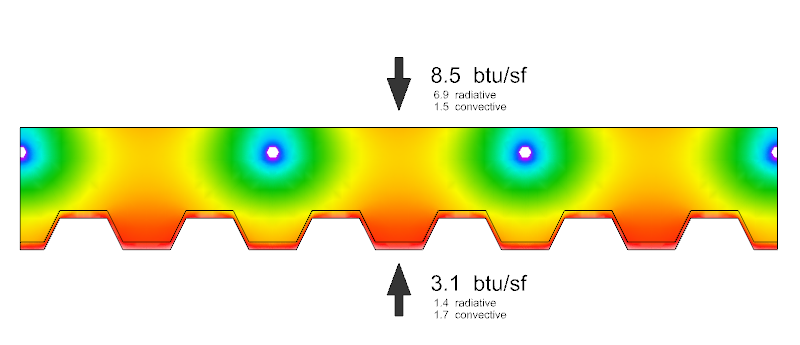 8.5 btu/sf
6.9 radiative
1.5 convective
3.1 btu/sf
1.4 radiative
1.7 convective